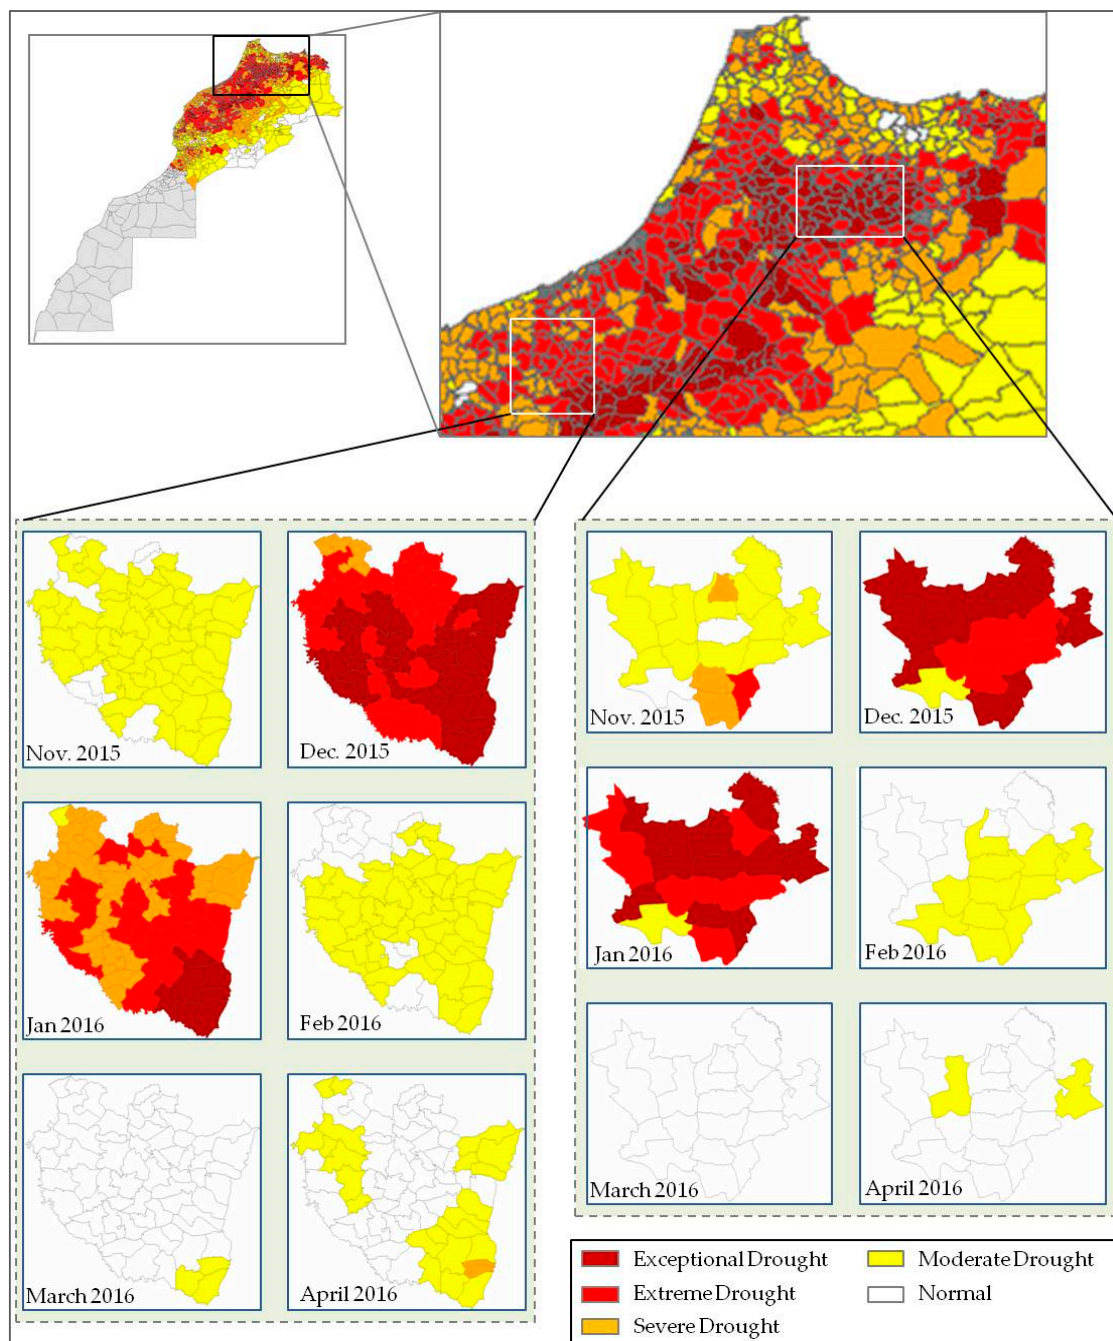 Nov. 2015
Dec. 2015
Jan 2016
Feb 2016
March 2016
April 2016
Nov. 2015
Dec. 2015
Jan 2016
Feb 2016
March 2016
April 2016
Exceptional Drought
Extreme Drought
Severe Drought
Moderate Drought
Normal